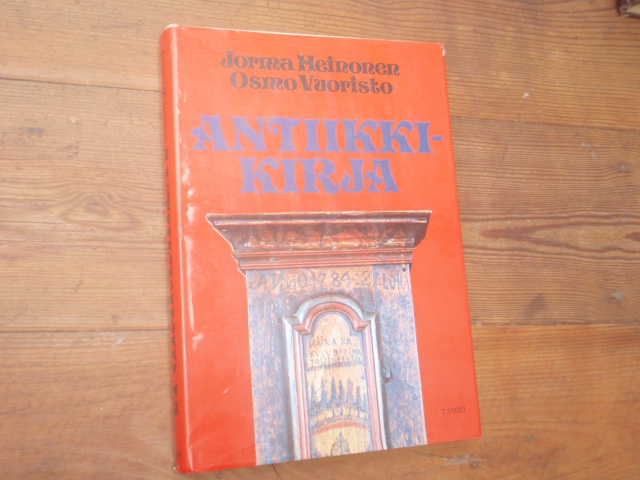 Jorma Heinonen
Osmo Vuoristo
ANTIIKKI-
KIRJA
TAMMI